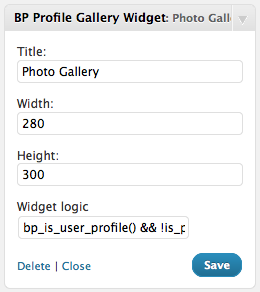 BP Profile Gallery Widget: Photo Gall
Title:
Photo Gallery
Width:
280
Height:
300
Widget logic
bp_is_user_profile() && !is_p
Delete | Close
Save